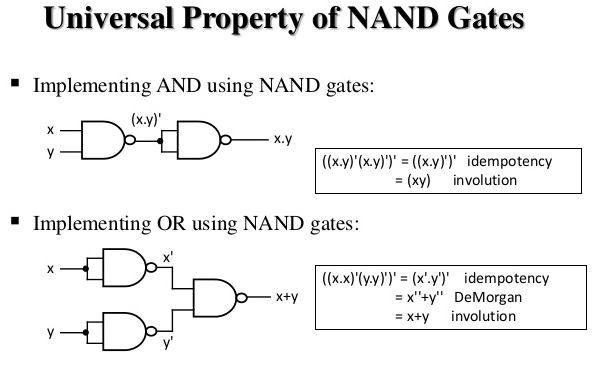 Universal Property of NAND Gates
▪ Implementing AND using NAND gates:
x
y
(x.y)'
x.y
((x.y)'(x.y)')' = ((x.y)')' idempotency
= (xy) involution
▪ Implementing OR using NAND gates:
x
x'
y
y'
x+y
((x.x)'(y.y)')' = (x'.y')' idempotency
= x''+y'' DeMorgan
= x+y involution